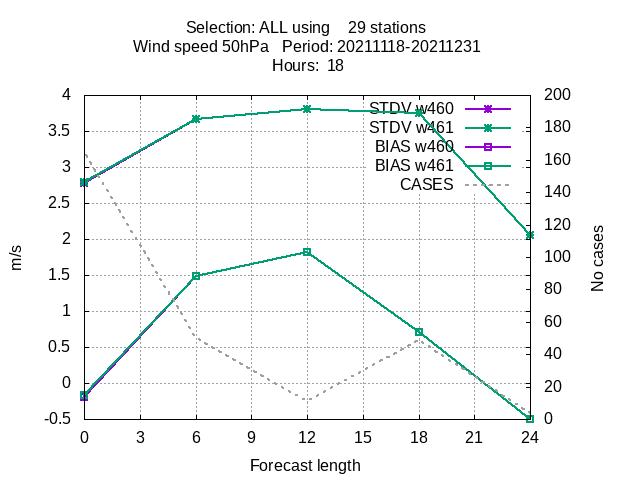 Selection: ALL using    29 stations
Wind speed 50hPa   Period: 20211118-20211231
Hours:  18
4
3.5
3
2.5
2
1.5
1
0.5
0
-0.5
m/s
STDV w460
STDV w461
BIAS w460
BIAS w461
CASES
200
180
160
140
120
100
80
60
40
20
0
No cases
0 3 6 9 12 15 18 21 24
Forecast length